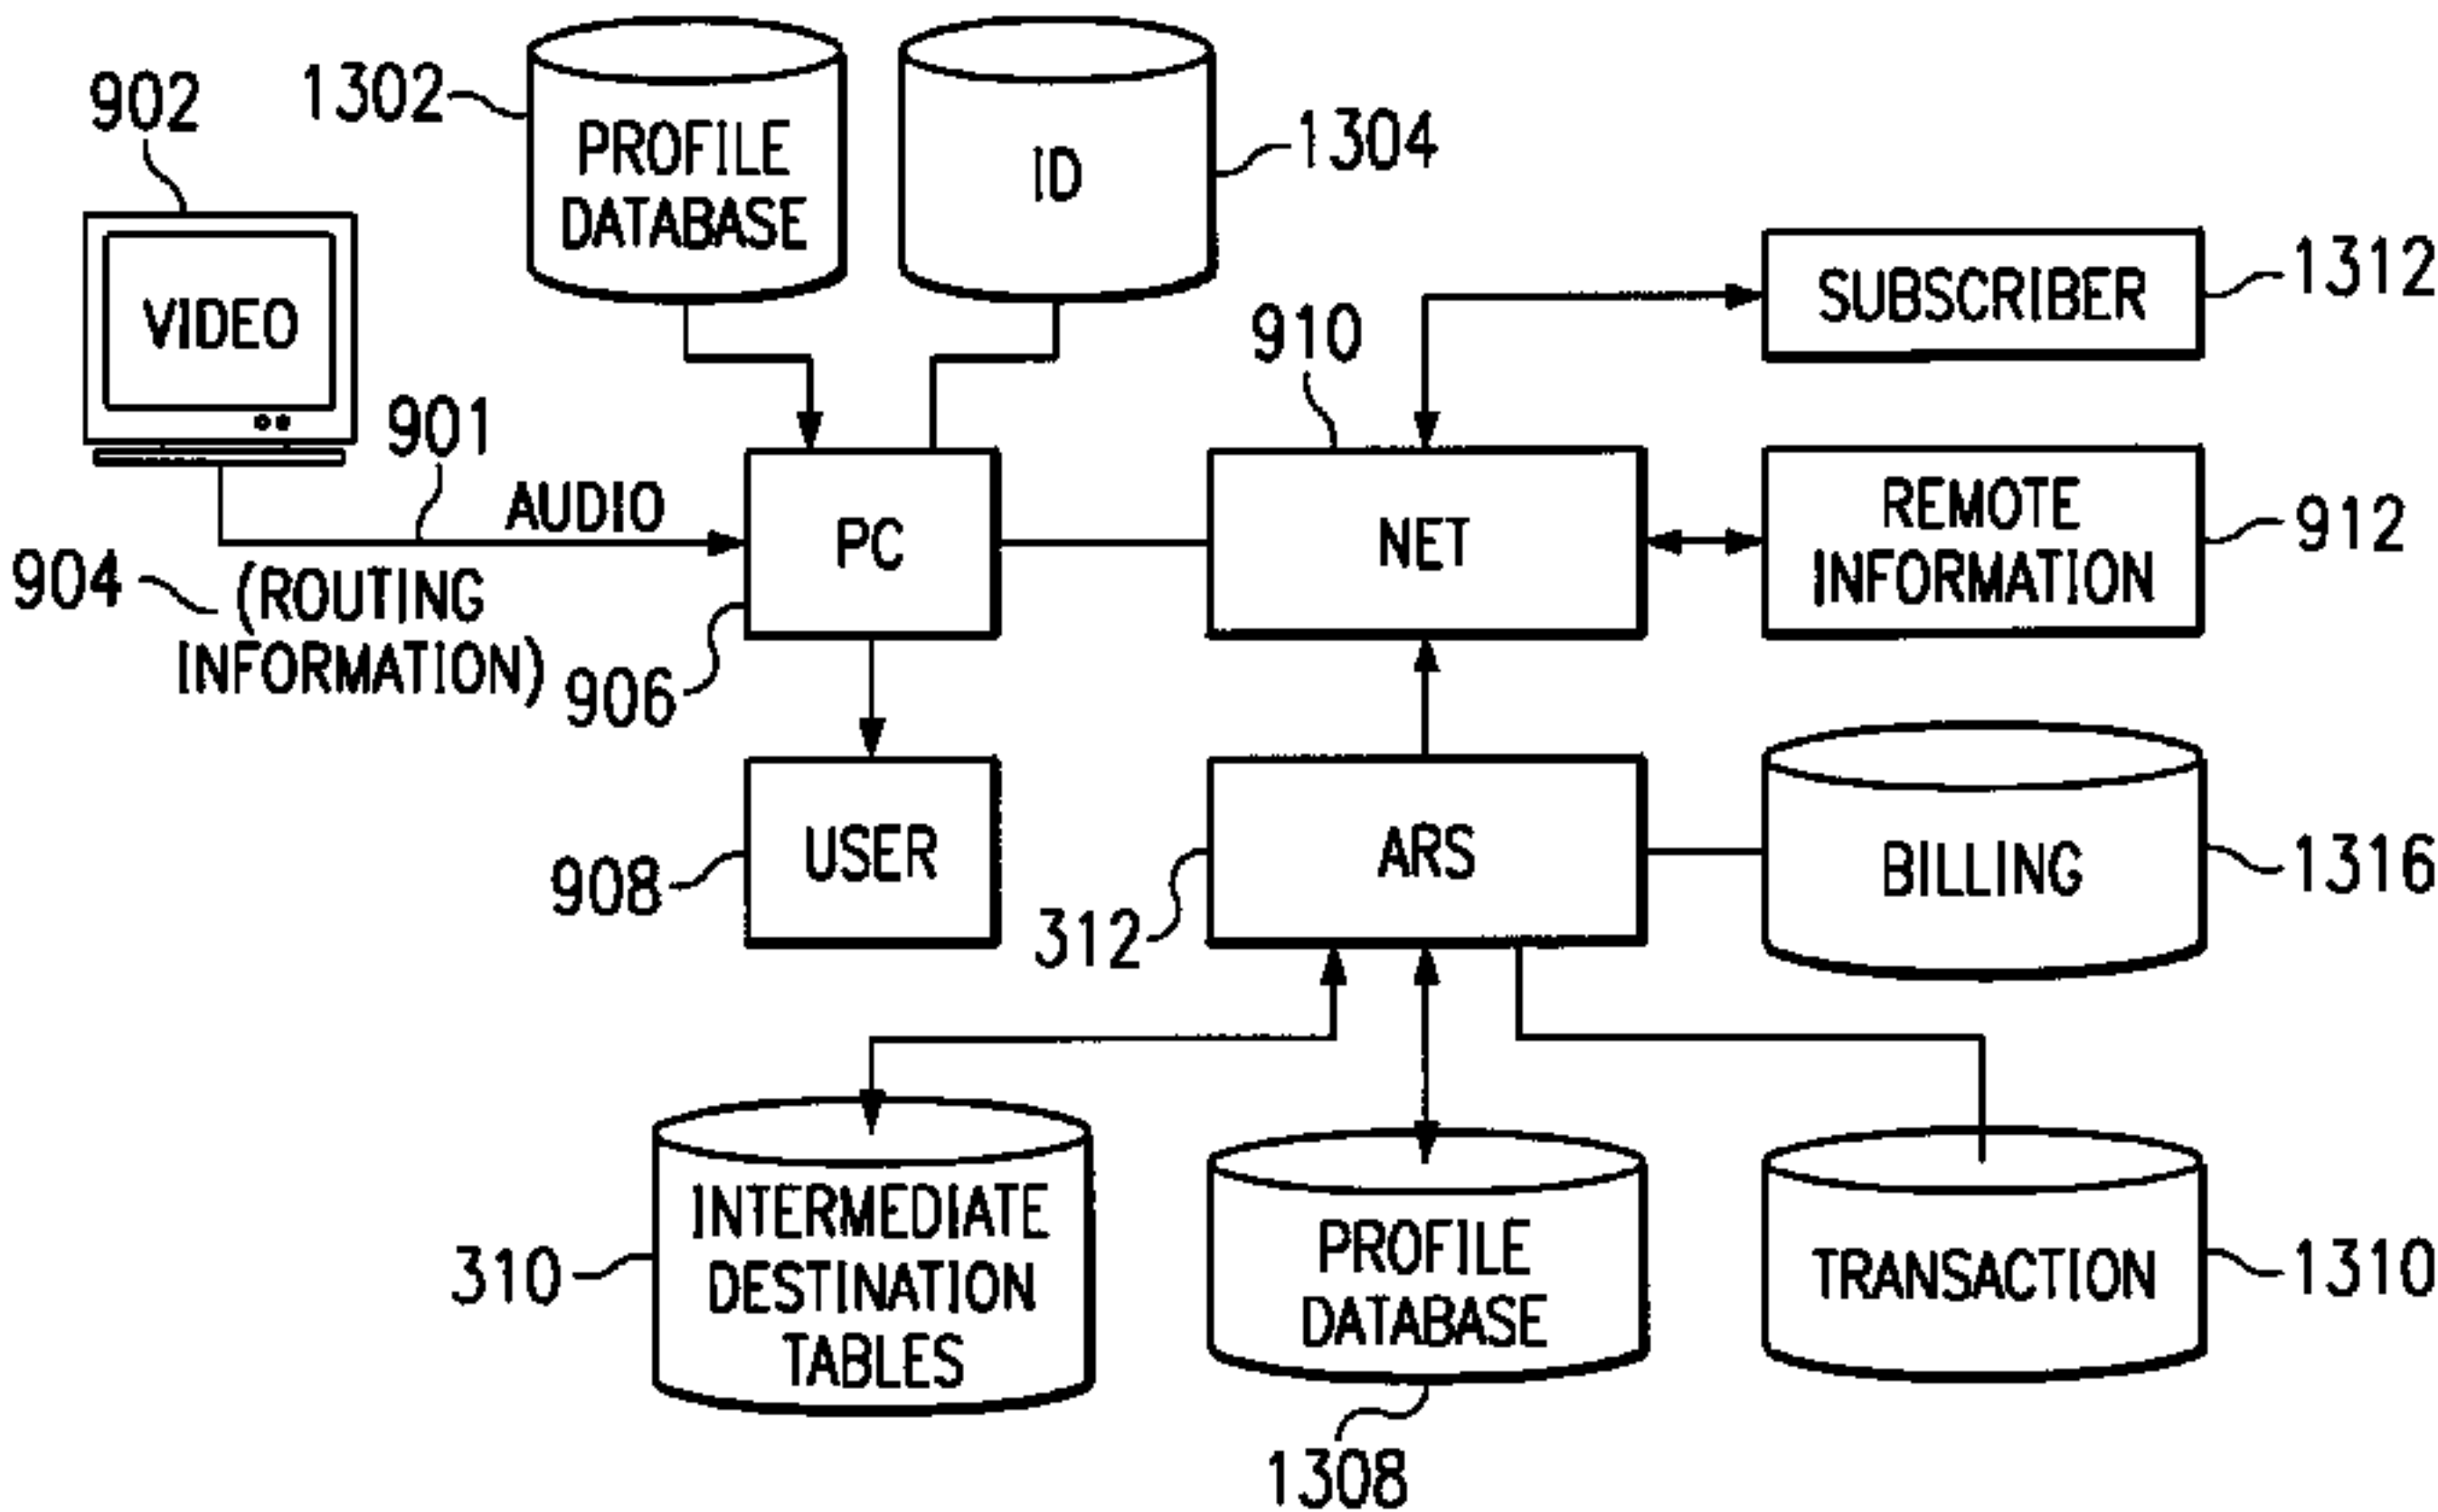 902
1302
PROFILE
DATABASE
ID
1304
VIDEO
901
AUDIO
904
(ROUTING
INFORMATION)
906
PC
910
NET
SUBSCRIBER
1312
REMOTE
INFORMATION
912
USER
908
ARS
312
BILLING
1316
INTERMEDIATE
DESTINATION
TABLES
310
PROFILE
DATABASE
1308
TRANSACTION
1310